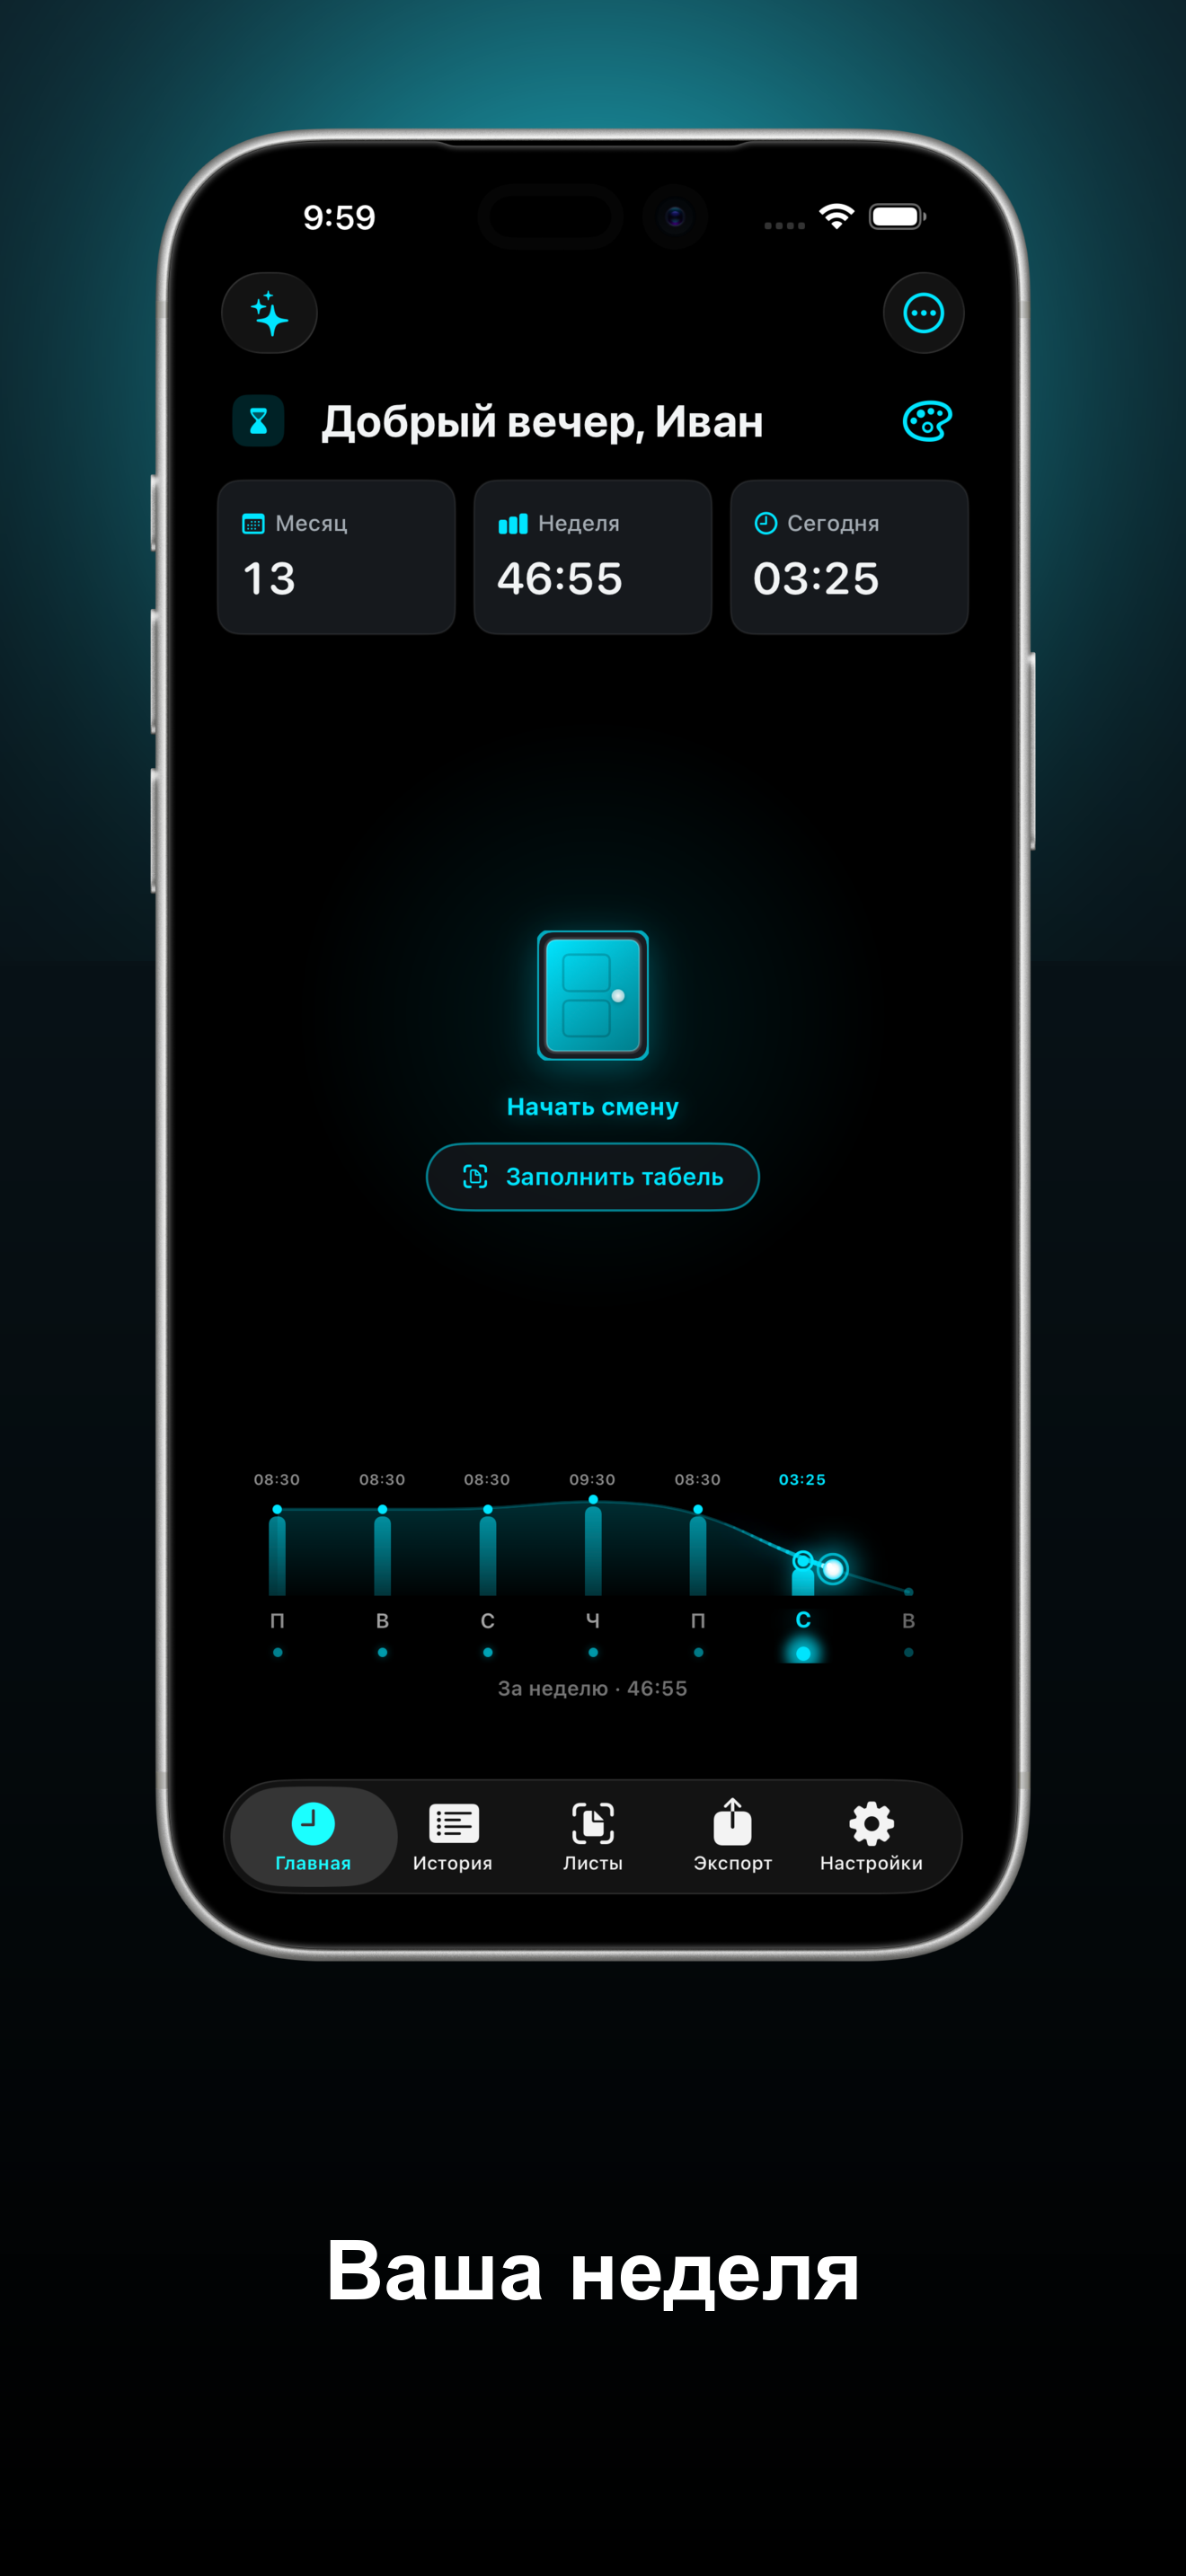 9:59
Добрый вечер, Иван
Месяц
13
Неделя
46:55
Сегодня
03:25
Начать смену
Заполнить табель
08:30 08:30 08:30 09:30 08:30 03:25
П В С Ч П С В
За неделю · 46:55
Главная История Листы Экспорт Настройки
Ваша неделя